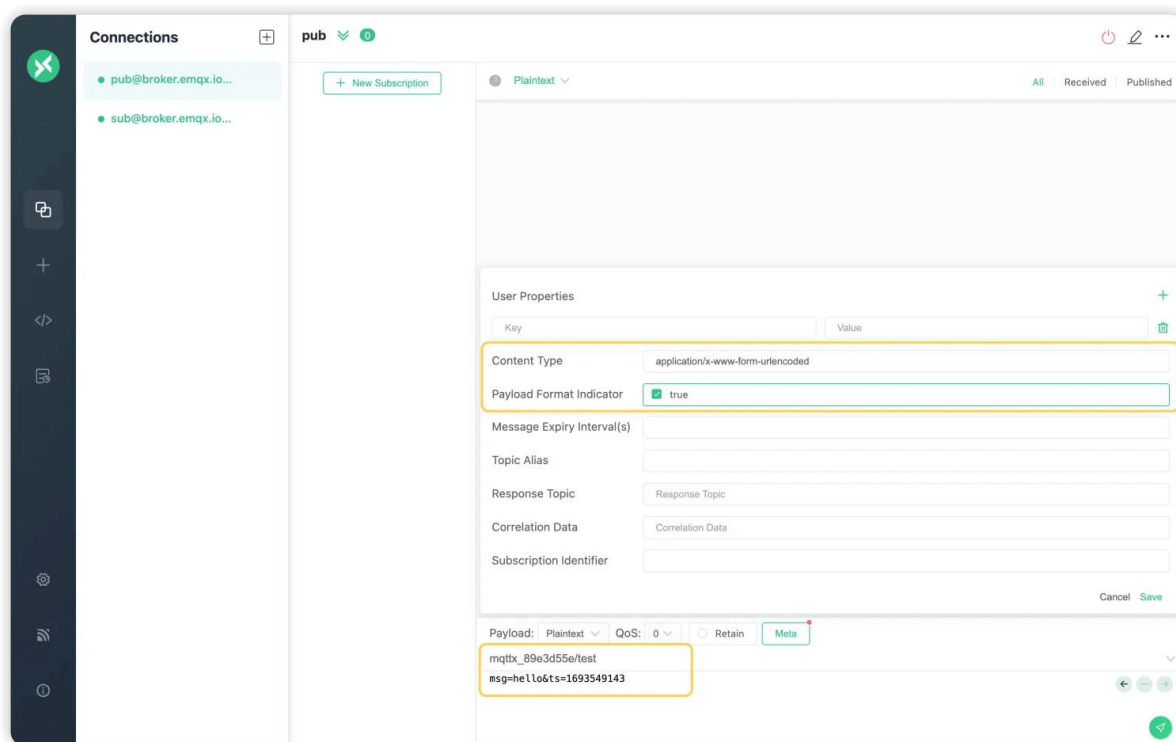 Connections
pub 0
pub@broker.emqx.io...
+ New Subscription
Plaintext
All Received Published
sub@broker.emqx.io...
User Properties
Key Value
Content Type application/x-www-form-urlencoded
Payload Format Indicator true
Message Expiry Interval(s)
Topic Alias
Response Topic Response Topic
Correlation Data Correlation Data
Subscription Identifier
Cancel Save
Payload: Plaintext QoS: 0 Retain Meta
mqttx_89e3d55e/test
msg=hello&ts=1693549143